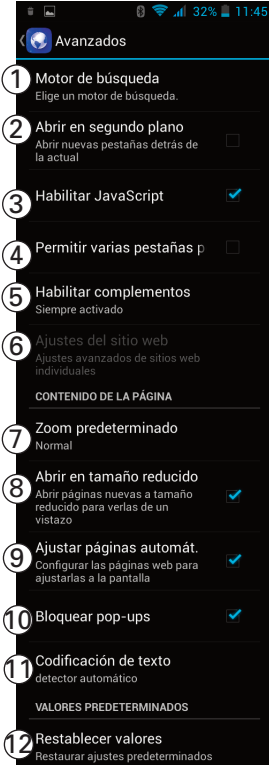 32% 11:45
Avanzados
1 Motor de búsqueda
Elige un motor de búsqueda.
2 Abrir en segundo plano
Abrir nuevas pestañas detrás de
la actual
3 Habilitar JavaScript
4 Permitir varias pestañas p
5 Habilitar complementos
Siempre activado
6 Ajustes del sitio web
Ajustes avanzados de sitios web
individuales
CONTENIDO DE LA PÁGINA
7 Zoom predeterminado
Normal
8 Abrir en tamaño reducido
Abrir páginas nuevas a tamaño
reducido para verlas de un
vistazo
9 Ajustar páginas automát.
Configurar las páginas web para
ajustarlas a la pantalla
10 Bloquear pop-ups
11 Codificación de texto
detector automático
VALORES PREDETERMINADOS
12 Restablecer valores
Restaurar ajustes predeterminados